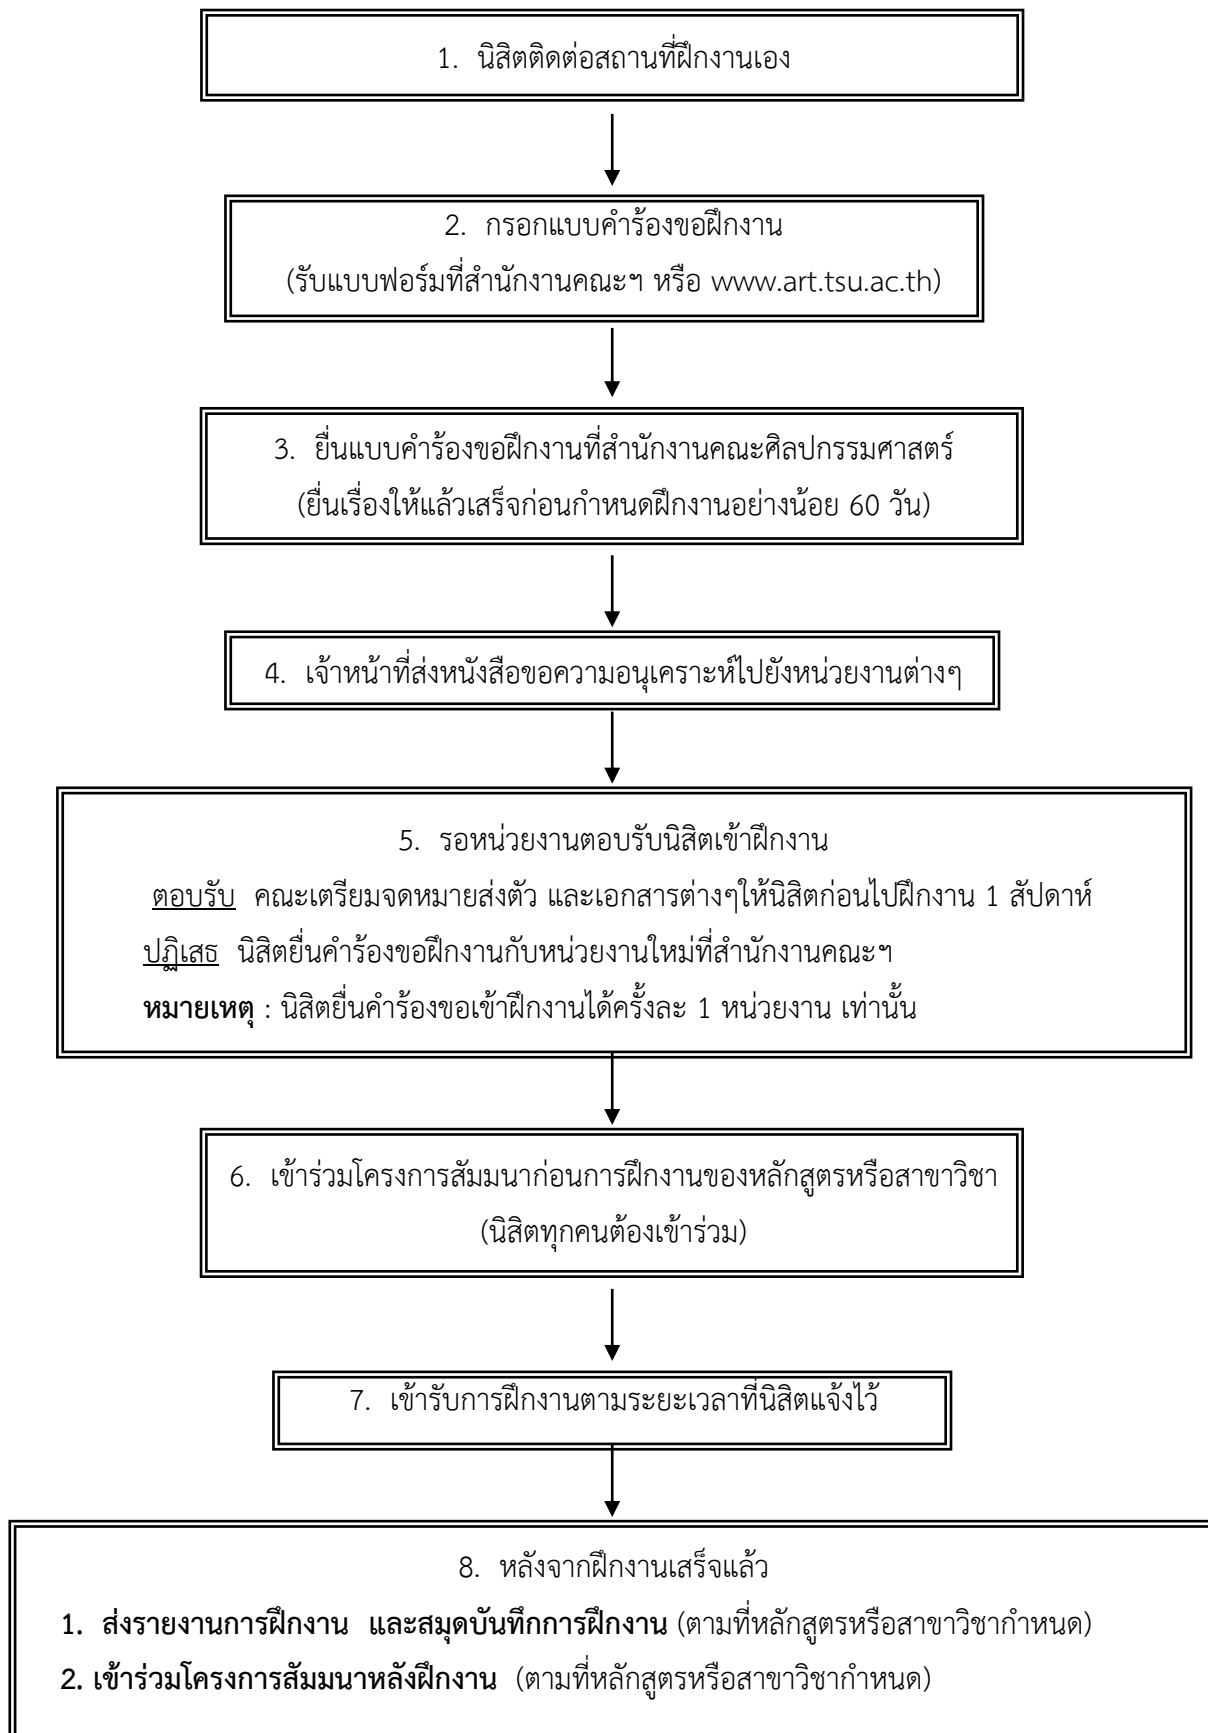 1. นิสิตติดต่อสถานที่ฝึกงานเอง
2. กรอกแบบคำร้องขอฝึกงาน
(รับแบบฟอร์มที่สำนักงานคณะฯ หรือ www.art.tsu.ac.th)
3. ยื่นแบบคำร้องขอฝึกงานที่สำนักงานคณะศิลปกรรมศาสตร์
(ยื่นเรื่องให้แล้วเสร็จก่อนกำหนดฝึกงานอย่างน้อย 60 วัน)
4. เจ้าหน้าที่ส่งหนังสือขอความอนุเคราะห์ไปยังหน่วยงานต่างๆ
5. รอหน่วยงานตอบรับนิสิตเข้าฝึกงาน
ตอบรับ คณะเตรียมจดหมายส่งตัว และเอกสารต่างๆให้นิสิตก่อนไปฝึกงาน 1 สัปดาห์
ปฏิเสธ นิสิตยื่นคำร้องขอฝึกงานกับหน่วยงานใหม่ที่สำนักงานคณะฯ
หมายเหตุ : นิสิตยื่นคำร้องขอเข้าฝึกงานได้ครั้งละ 1 หน่วยงาน เท่านั้น
6. เข้าร่วมโครงการสัมมนาก่อนการฝึกงานของหลักสูตรหรือสาขาวิชา
(นิสิตทุกคนต้องเข้าร่วม)
7. เข้ารับการฝึกงานตามระยะเวลาที่นิสิตแจ้งไว้
8. หลังจากฝึกงานเสร็จแล้ว
1. ส่งรายงานการฝึกงาน และสมุดบันทึกการฝึกงาน (ตามที่หลักสูตรหรือสาขาวิชากำหนด)
2. เข้าร่วมโครงการสัมมนาหลังฝึกงาน (ตามที่หลักสูตรหรือสาขาวิชากำหนด)